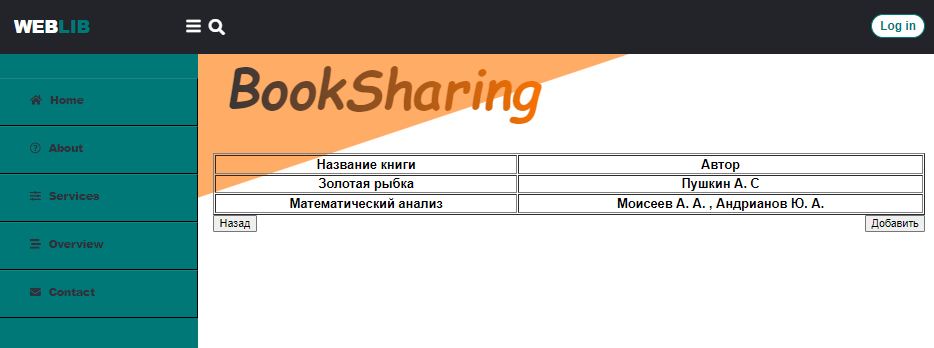 WEBLIB
Log in
Home
About
Services
Overview
Contact
BookSharing
Название книги Автор
Золотая рыбка Пушкин А. С
Математический анализ Моисеев А. А. , Андрианов Ю. А.
Назад Добавить